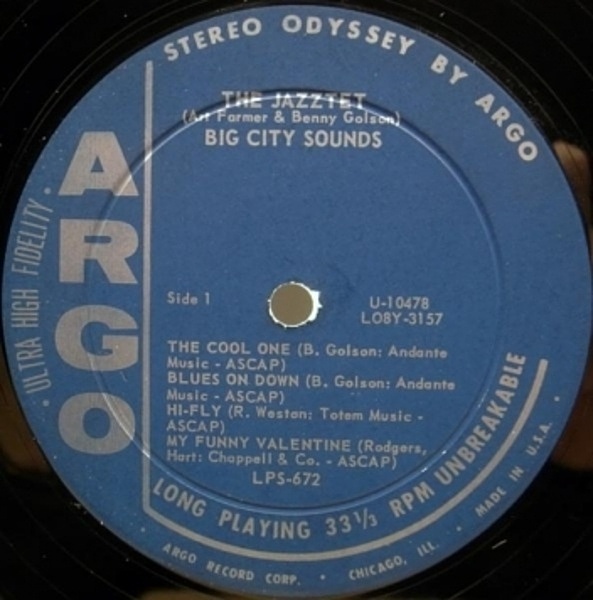 STEREO ODYSSEY BY ARGO
THE JAZZTET
(Art Farmer & Benny Golson)
BIG CITY SOUNDS
ARGO
ULTRA HIGH FIDELITY
Side 1
U-10478
LO8Y-3157
THE COOL ONE (B. Golson: Andante
Music - ASCAP)
BLUES ON DOWN (B. Golson: Andante
Music - ASCAP)
HI-FLY (R. Weston: Totem Music -
ASCAP)
MY FUNNY VALENTINE (Rodgers,
Hart: Chappell & Co. - ASCAP)
LPS-672
LONG PLAYING 33 1/3 RPM UNBREAKABLE
ARGO RECORD CORP. • CHICAGO, ILL. • MADE IN U.S.A.